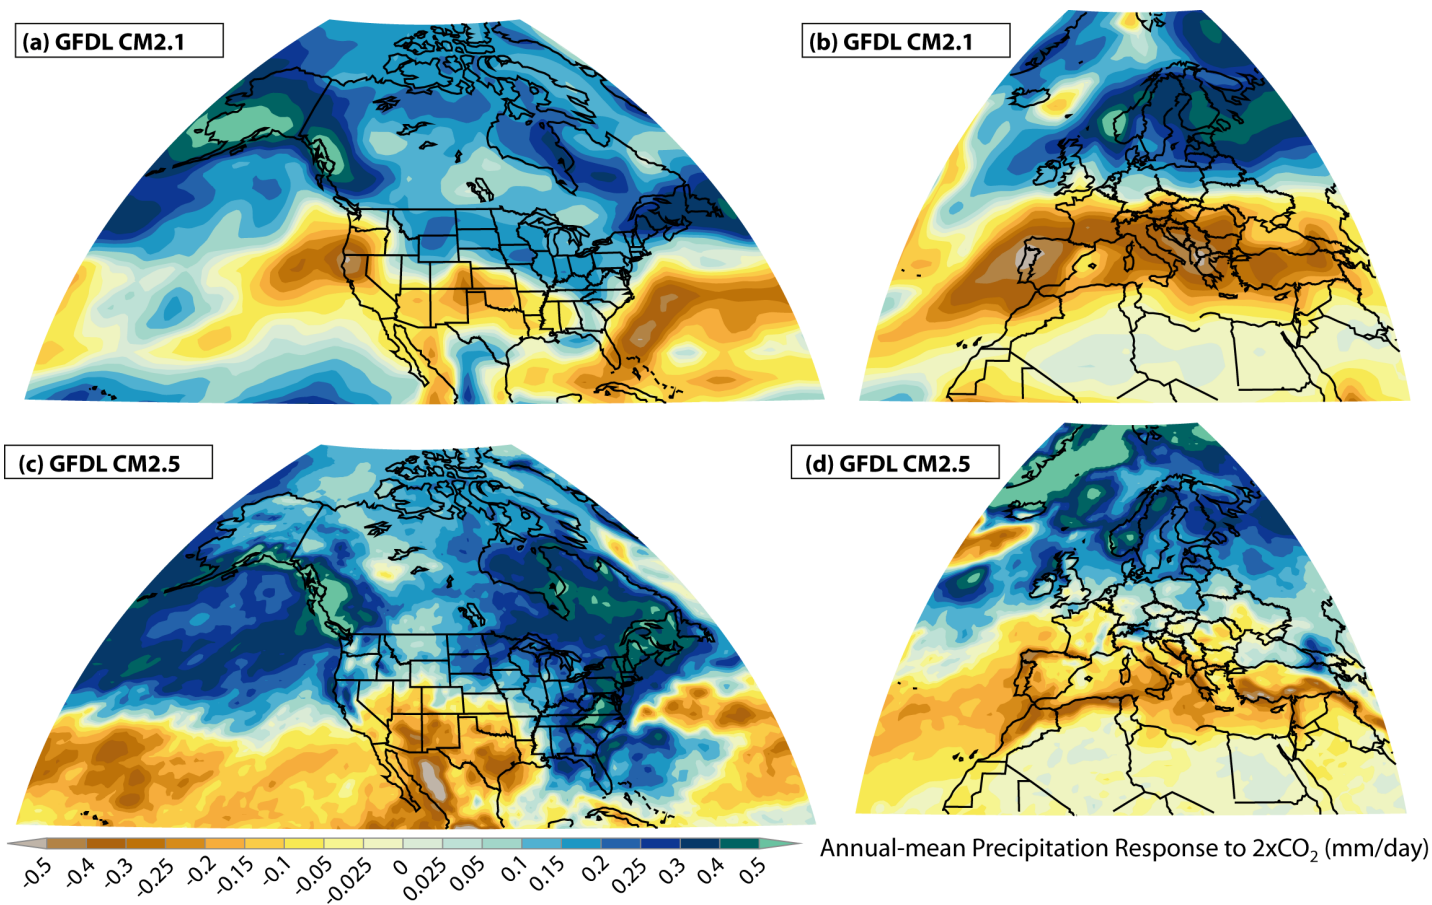 (a) GFDL CM2.1
(b) GFDL CM2.1
(c) GFDL CM2.5
(d) GFDL CM2.5
-0.5 -0.4 -0.3 -0.25 -0.2 -0.15 -0.1 -0.05 -0.025 0 0.025 0.05 0.1 0.15 0.2 0.25 0.3 0.4 0.5
Annual-mean Precipitation Response to 2xCO₂ (mm/day)